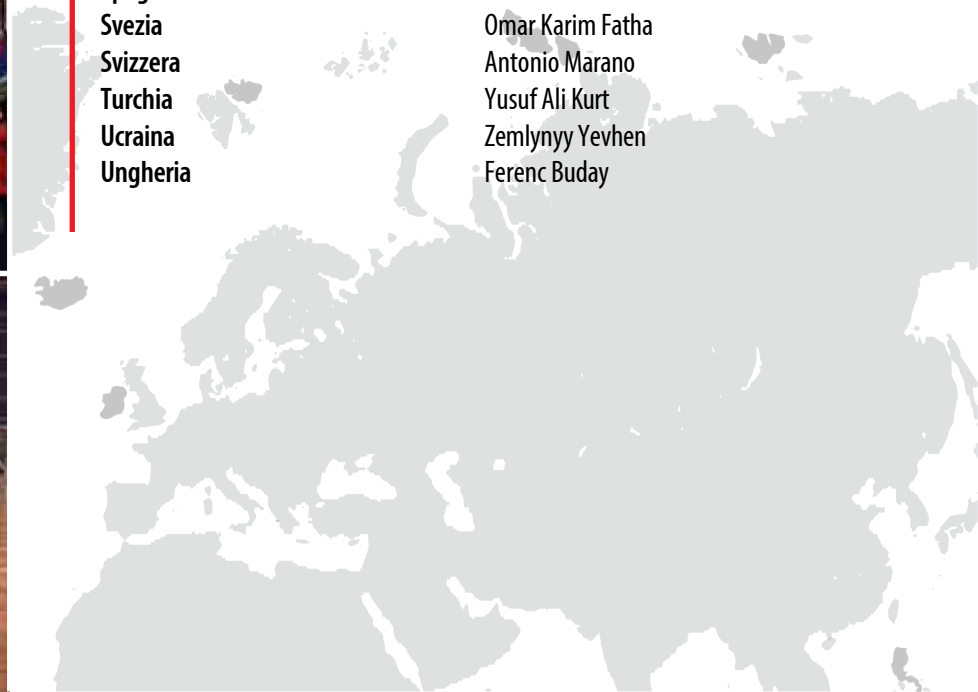 Svezia Omar Karim Fatha
Svizzera Antonio Marano
Turchia Yusuf Ali Kurt
Ucraina Zemlynyy Yevhen
Ungheria Ferenc Buday